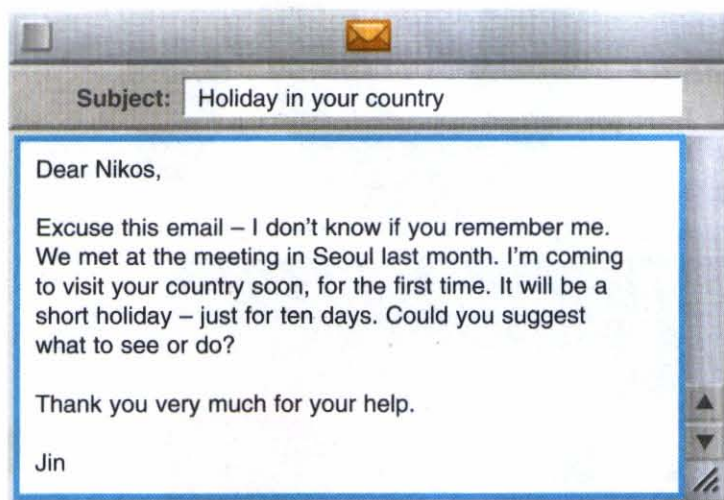 Subject: Holiday in your country
Dear Nikos,
Excuse this email – I don't know if you remember me.
We met at the meeting in Seoul last month. I'm coming
to visit your country soon, for the first time. It will be a
short holiday – just for ten days. Could you suggest
what to see or do?
Thank you very much for your help.
Jin